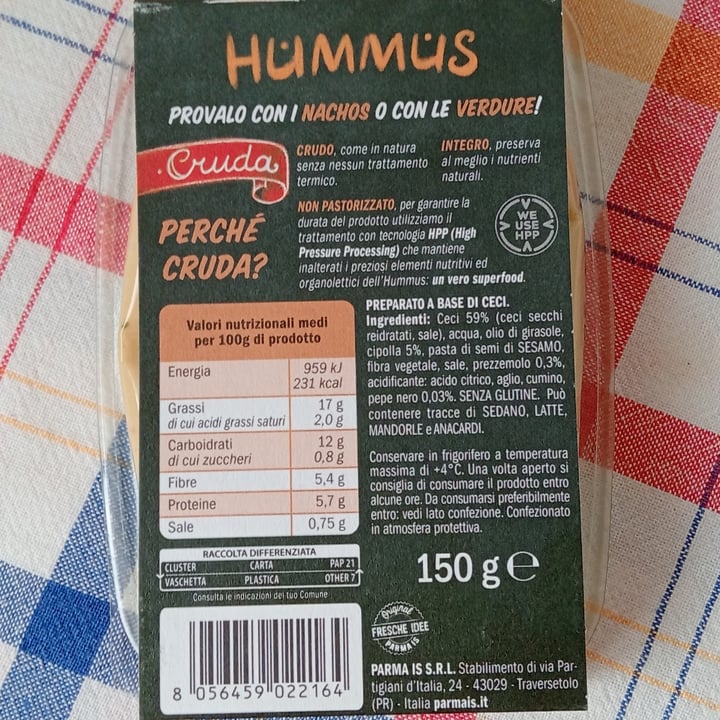 HÜMMÜS
PROVALO CON I NACHOS O CON LE VERDURE!
Cruda
CRUDO, come in natura
senza nessun trattamento
termico.
INTEGRO, preserva
al meglio i nutrienti
naturali.
PERCHÉ
CRUDA?
NON PASTORIZZATO, per garantire la
durata del prodotto utilizziamo il
trattamento con tecnologia HPP (High
Pressure Processing) che mantiene
inalterati i preziosi elementi nutritivi ed
organolettici dell'Hummus: un vero superfood.
WE
USE
HPP
Valori nutrizionali medi
per 100g di prodotto
Energia 959 kJ
231 kcal
Grassi 17 g
di cui acidi grassi saturi 2,0 g
Carboidrati 12 g
di cui zuccheri 0,8 g
Fibre 5,4 g
Proteine 5,7 g
Sale 0,75 g
PREPARATO A BASE DI CECI.
Ingredienti: Ceci 59% (ceci secchi
reidratati, sale), acqua, olio di girasole,
cipolla 5%, pasta di semi di SESAMO,
fibra vegetale, sale, prezzemolo 0,3%,
acidificante: acido citrico, aglio, cumino,
pepe nero 0,03%. SENZA GLUTINE. Può
contenere tracce di SEDANO, LATTE,
MANDORLE e ANACARDI.
Conservare in frigorifero a temperatura
massima di +4°C. Una volta aperto si
consiglia di consumare il prodotto entro
alcune ore. Da consumarsi preferibilmente
entro: vedi lato confezione. Confezionato
in atmosfera protettiva.
RACCOLTA DIFFERENZIATA
CLUSTER CARTA PAP 21
VASCHETTA PLASTICA OTHER 7
Consulta le indicazioni del tuo Comune
150 g e
8 056459 022164
Original
FRESCHE IDEE
PARMA IS
PARMA IS S.R.L. Stabilimento di via Par-
tigiani d'Italia, 24 - 43029 - Traversetolo
(PR) - Italia parmais.it